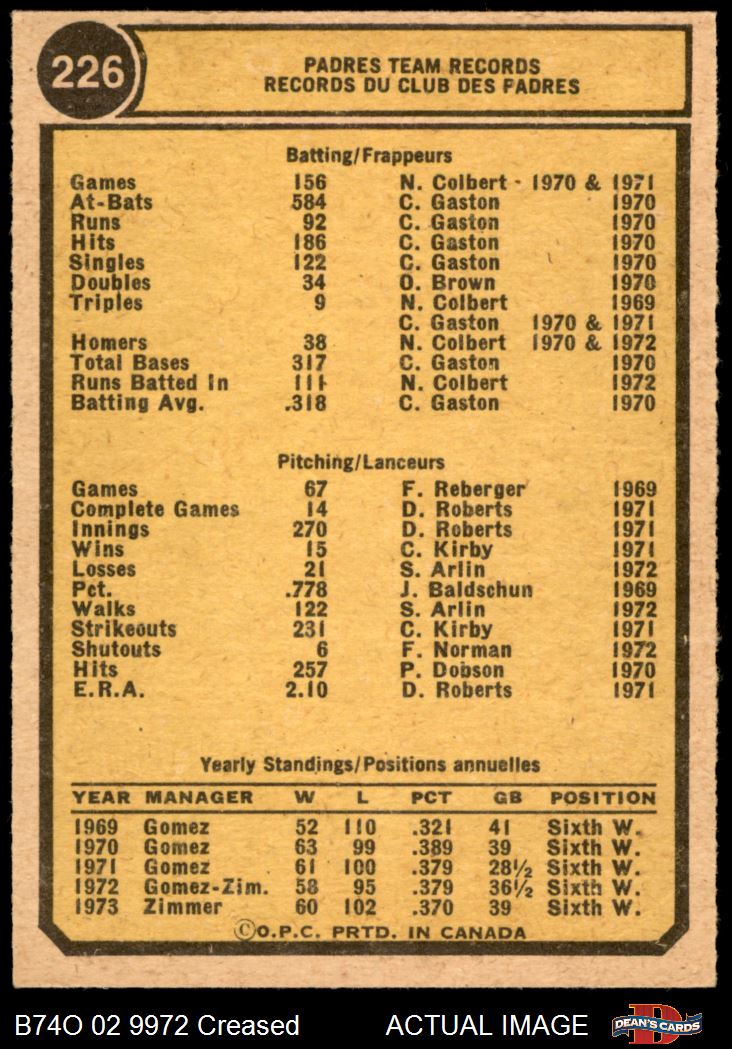 226
PADRES TEAM RECORDS
RECORDS DU CLUB DES PADRES
Batting/Frappeurs
Games 156 N. Colbert - 1970 & 1971
At-Bats 584 C. Gaston 1970
Runs 92 C. Gaston 1970
Hits 186 C. Gaston 1970
Singles 122 C. Gaston 1970
Doubles 34 O. Brown 1970
Triples 9 N. Colbert 1969
C. Gaston 1970 & 1971
Homers 38 N. Colbert 1970 & 1972
Total Bases 317 C. Gaston 1970
Runs Batted In 111 N. Colbert 1972
Batting Avg. .318 C. Gaston 1970
Pitching/Lanceurs
Games 67 F. Reberger 1969
Complete Games 14 D. Roberts 1971
Innings 270 D. Roberts 1971
Wins 15 C. Kirby 1971
Losses 21 S. Arlin 1972
Pct. .778 J. Baldschun 1969
Walks 122 S. Arlin 1972
Strikeouts 231 C. Kirby 1971
Shutouts 6 F. Norman 1972
Hits 257 P. Dobson 1970
E.R.A. 2.10 D. Roberts 1971
Yearly Standings/Positions annuelles
YEAR MANAGER W L PCT GB POSITION
1969 Gomez 52 110 .321 41 Sixth W.
1970 Gomez 63 99 .389 39 Sixth W.
1971 Gomez 61 100 .379 28½ Sixth W.
1972 Gomez-Zim. 58 95 .379 36½ Sixth W.
1973 Zimmer 60 102 .370 39 Sixth W.
©O.P.C. PRTD. IN CANADA
B74O 02 9972 Creased ACTUAL IMAGE DEAN'S CARDS